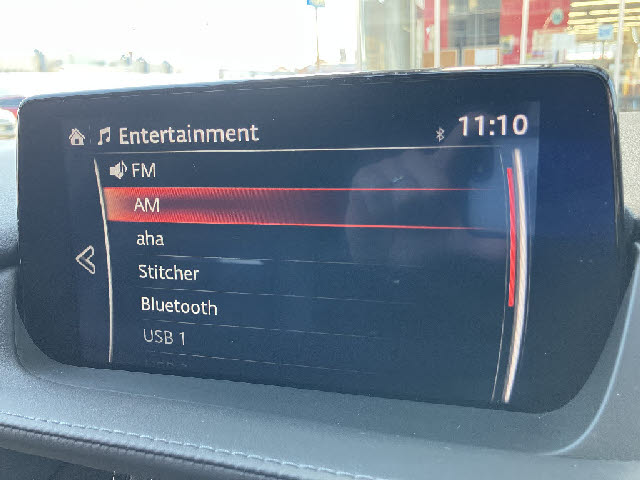 Entertainment
11:10
FM
AM
aha
Stitcher
Bluetooth
USB 1